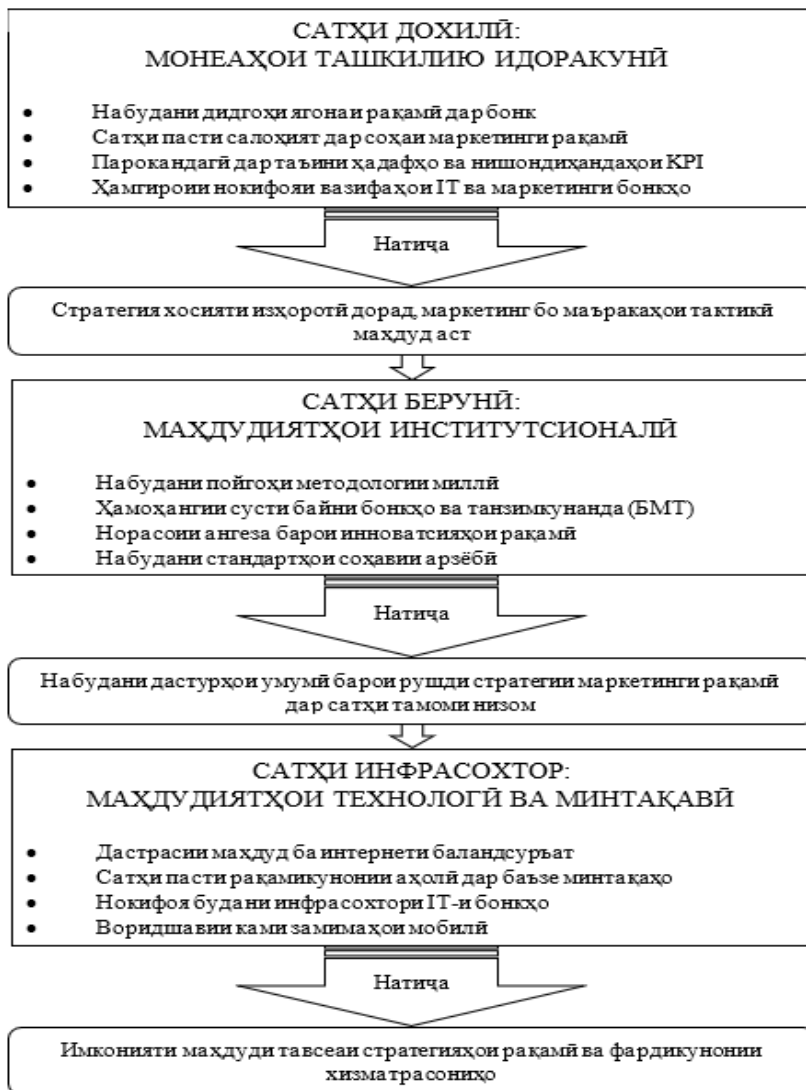 САТҲИ ДОХИЛӢ:
МОНЕАҲОИ ТАШКИЛИЮ ИДОРАКУНӢ
• Набудани дидгоҳи ягонаи рақамӣ дар бонк
• Сатҳи пасти салоҳият дар соҳаи маркетинги рақамӣ
• Парокандагӣ дар таъини ҳадафҳо ва нишондиҳандаҳои KPI
• Ҳамгироии нокифояи вазифаҳои IT ва маркетинги бонкҳо
Натиҷа
Стратегия хосияти изҳоротӣ дорад, маркетинг бо маъракаҳои тактикӣ
маҳдуд аст
САТҲИ БЕРУНӢ:
МАҲДУДИЯТҲОИ ИНСТИТУТСИОНАЛӢ
• Набудани пойгоҳи методологии миллӣ
• Ҳамоҳангии сусти байни бонкҳо ва танзимкунанда (БМТ)
• Норасоии ангеза барои инноватсияҳои рақамӣ
• Набудани стандартҳои соҳавии арзёбӣ
Натиҷа
Набудани дастурҳои умумӣ барои рушди стратегии маркетинги рақамӣ
дар сатҳи тамоми низом
САТҲИ ИНФРАСОХТОР:
МАҲДУДИЯТҲОИ ТЕХНОЛОГӢ ВА МИНТАҚАВӢ
• Дастрасии маҳдуд ба интернети баландсуръат
• Сатҳи пасти рақамикунонии аҳолӣ дар баъзе минтақаҳо
• Нокифоя будани инфрасохтори IT-и бонкҳо
• Воридшавии ками замимаҳои мобилӣ
Натиҷа
Имконияти маҳдуди тавсеаи стратегияҳои рақамӣ ва фардикунонии
хизматрасониҳо